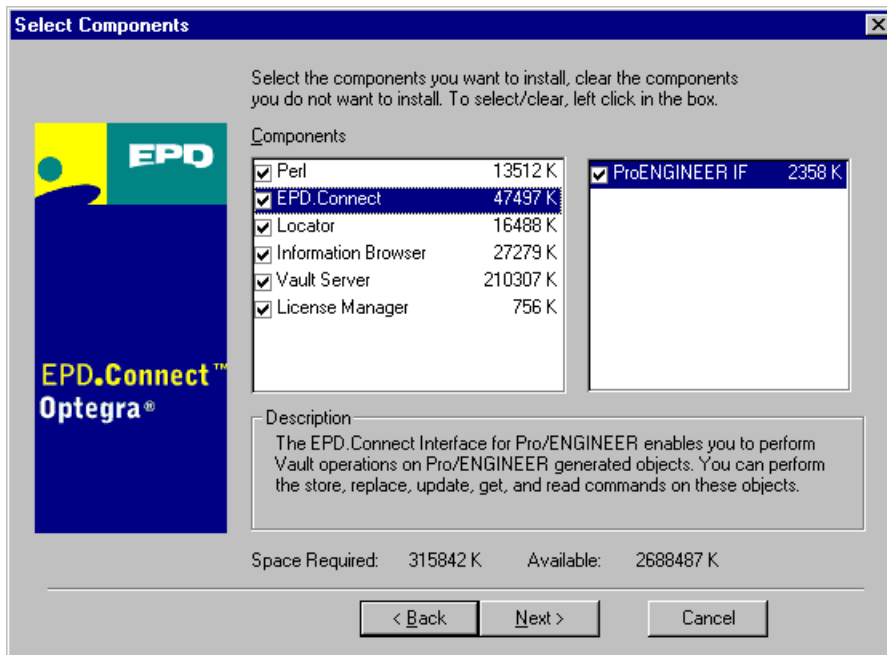 Select Components
Select the components you want to install, clear the components
you do not want to install. To select/clear, left click in the box.
EPD
Components
Perl 13512 K
EPD.Connect 47497 K
Locator 16488 K
Information Browser 27279 K
Vault Server 210307 K
License Manager 756 K
ProENGINEER IF 2358 K
EPD.Connect™
Optegra®
Description
The EPD.Connect Interface for Pro/ENGINEER enables you to perform
Vault operations on Pro/ENGINEER generated objects. You can perform
the store, replace, update, get, and read commands on these objects.
Space Required: 315842 K Available: 2688487 K
< Back Next > Cancel